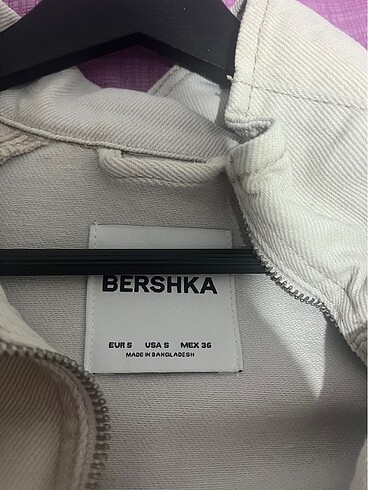 BERSHKA
EUR S USA S MEX 36
MADE IN BANGLADESH